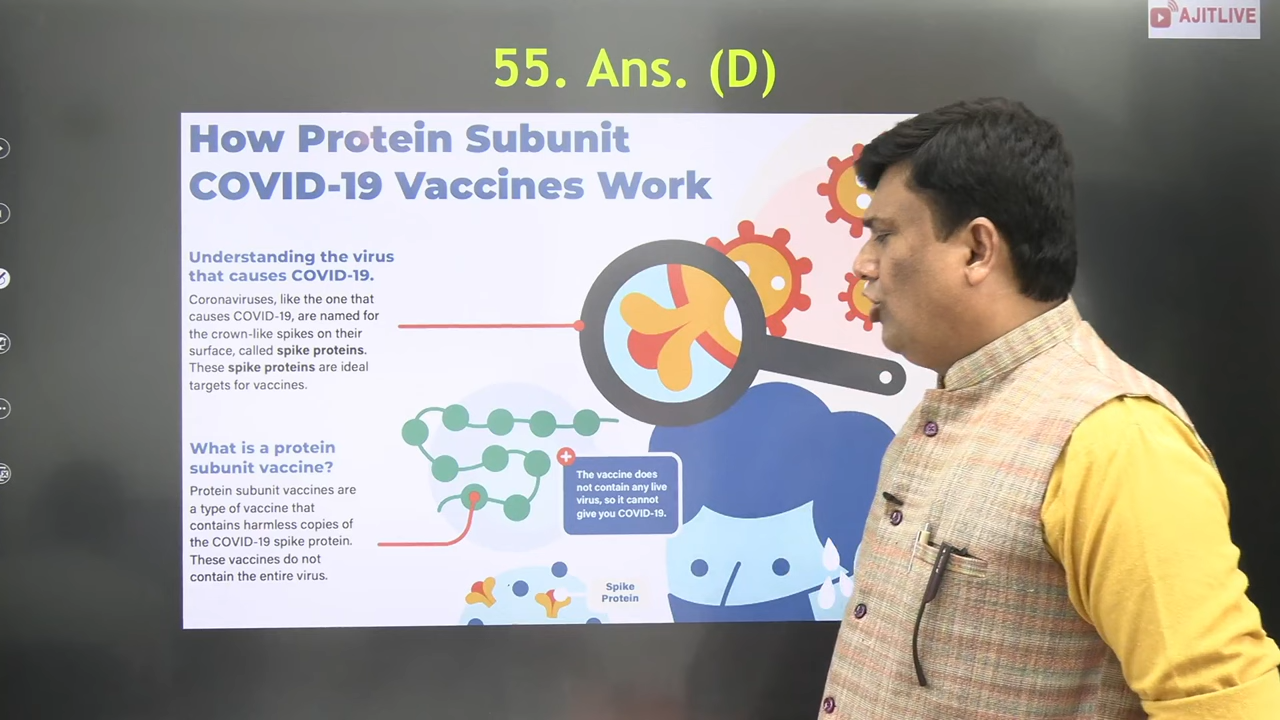 AJITLIVE
55. Ans. (D)
How Protein Subunit
COVID-19 Vaccines Work
Understanding the virus
that causes COVID-19.
Coronaviruses, like the one that
causes COVID-19, are named for
the crown-like spikes on their
surface, called spike proteins.
These spike proteins are ideal
targets for vaccines.
What is a protein
subunit vaccine?
Protein subunit vaccines are
a type of vaccine that
contains harmless copies of
the COVID-19 spike protein.
These vaccines do not
contain the entire virus.
The vaccine does
not contain any live
virus, so it cannot
give you COVID-19.
Spike
Protein